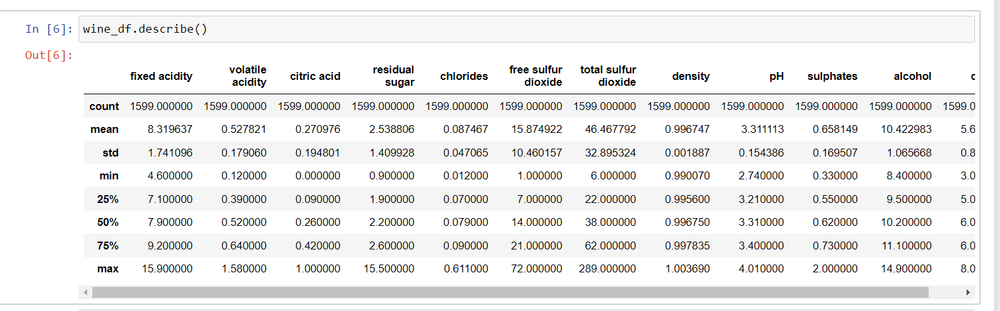 In [6]: wine_df.describe()
Out[6]:
fixed acidity volatile acidity citric acid residual sugar chlorides free sulfur dioxide total sulfur dioxide density pH sulphates alcohol
count 1599.000000 1599.000000 1599.000000 1599.000000 1599.000000 1599.000000 1599.000000 1599.000000 1599.000000 1599.000000 1599.000000 1599.0
mean 8.319637 0.527821 0.270976 2.538806 0.087467 15.874922 46.467792 0.996747 3.311113 0.658149 10.422983 5.6
std 1.741096 0.179060 0.194801 1.409928 0.047065 10.460157 32.895324 0.001887 0.154386 0.169507 1.065668 0.8
min 4.600000 0.120000 0.000000 0.900000 0.012000 1.000000 6.000000 0.990070 2.740000 0.330000 8.400000 3.0
25% 7.100000 0.390000 0.090000 1.900000 0.070000 7.000000 22.000000 0.995600 3.210000 0.550000 9.500000 5.0
50% 7.900000 0.520000 0.260000 2.200000 0.079000 14.000000 38.000000 0.996750 3.310000 0.620000 10.200000 6.0
75% 9.200000 0.640000 0.420000 2.600000 0.090000 21.000000 62.000000 0.997835 3.400000 0.730000 11.100000 6.0
max 15.900000 1.580000 1.000000 15.500000 0.611000 72.000000 289.000000 1.003690 4.010000 2.000000 14.900000 8.0